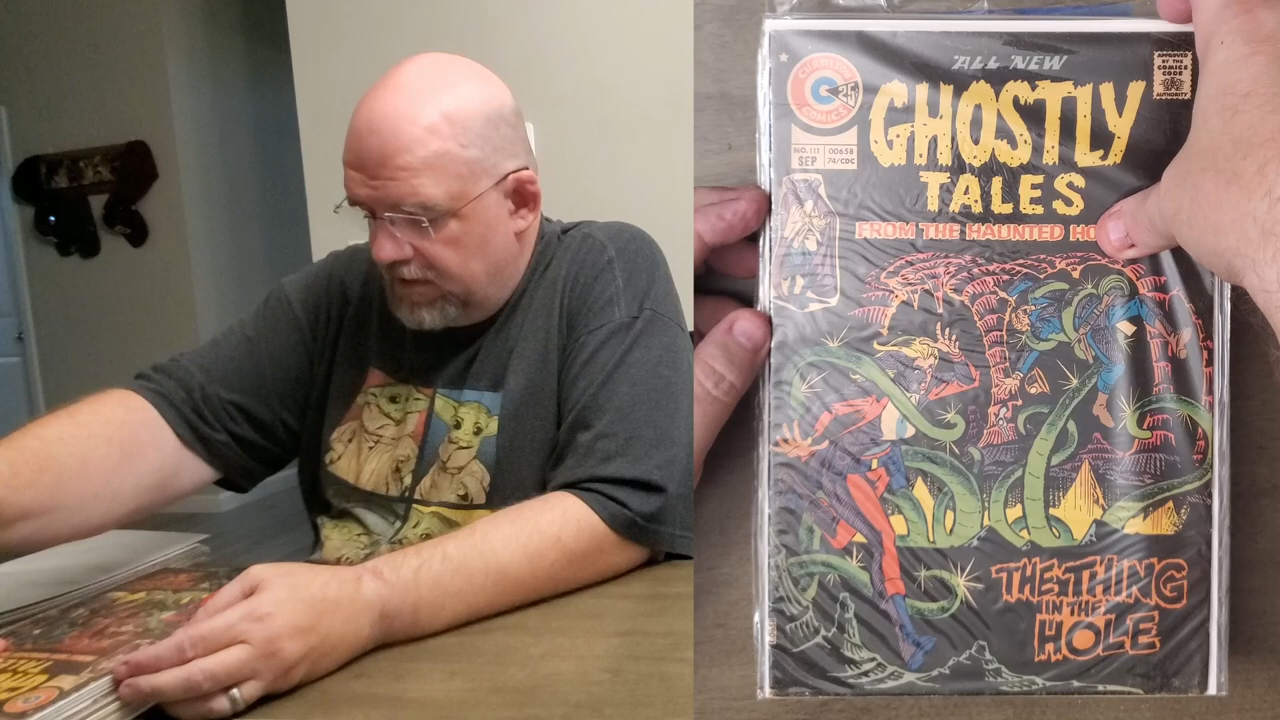 ALL NEW
GHOSTLY
TALES
FROM THE HAUNTED HO
CHARLTON
COMICS
25¢
NO.111
SEP
00658
74/CDC
APPROVED
BY THE
COMICS
CODE
AUTHORITY
THE THING
IN THE
HOLE